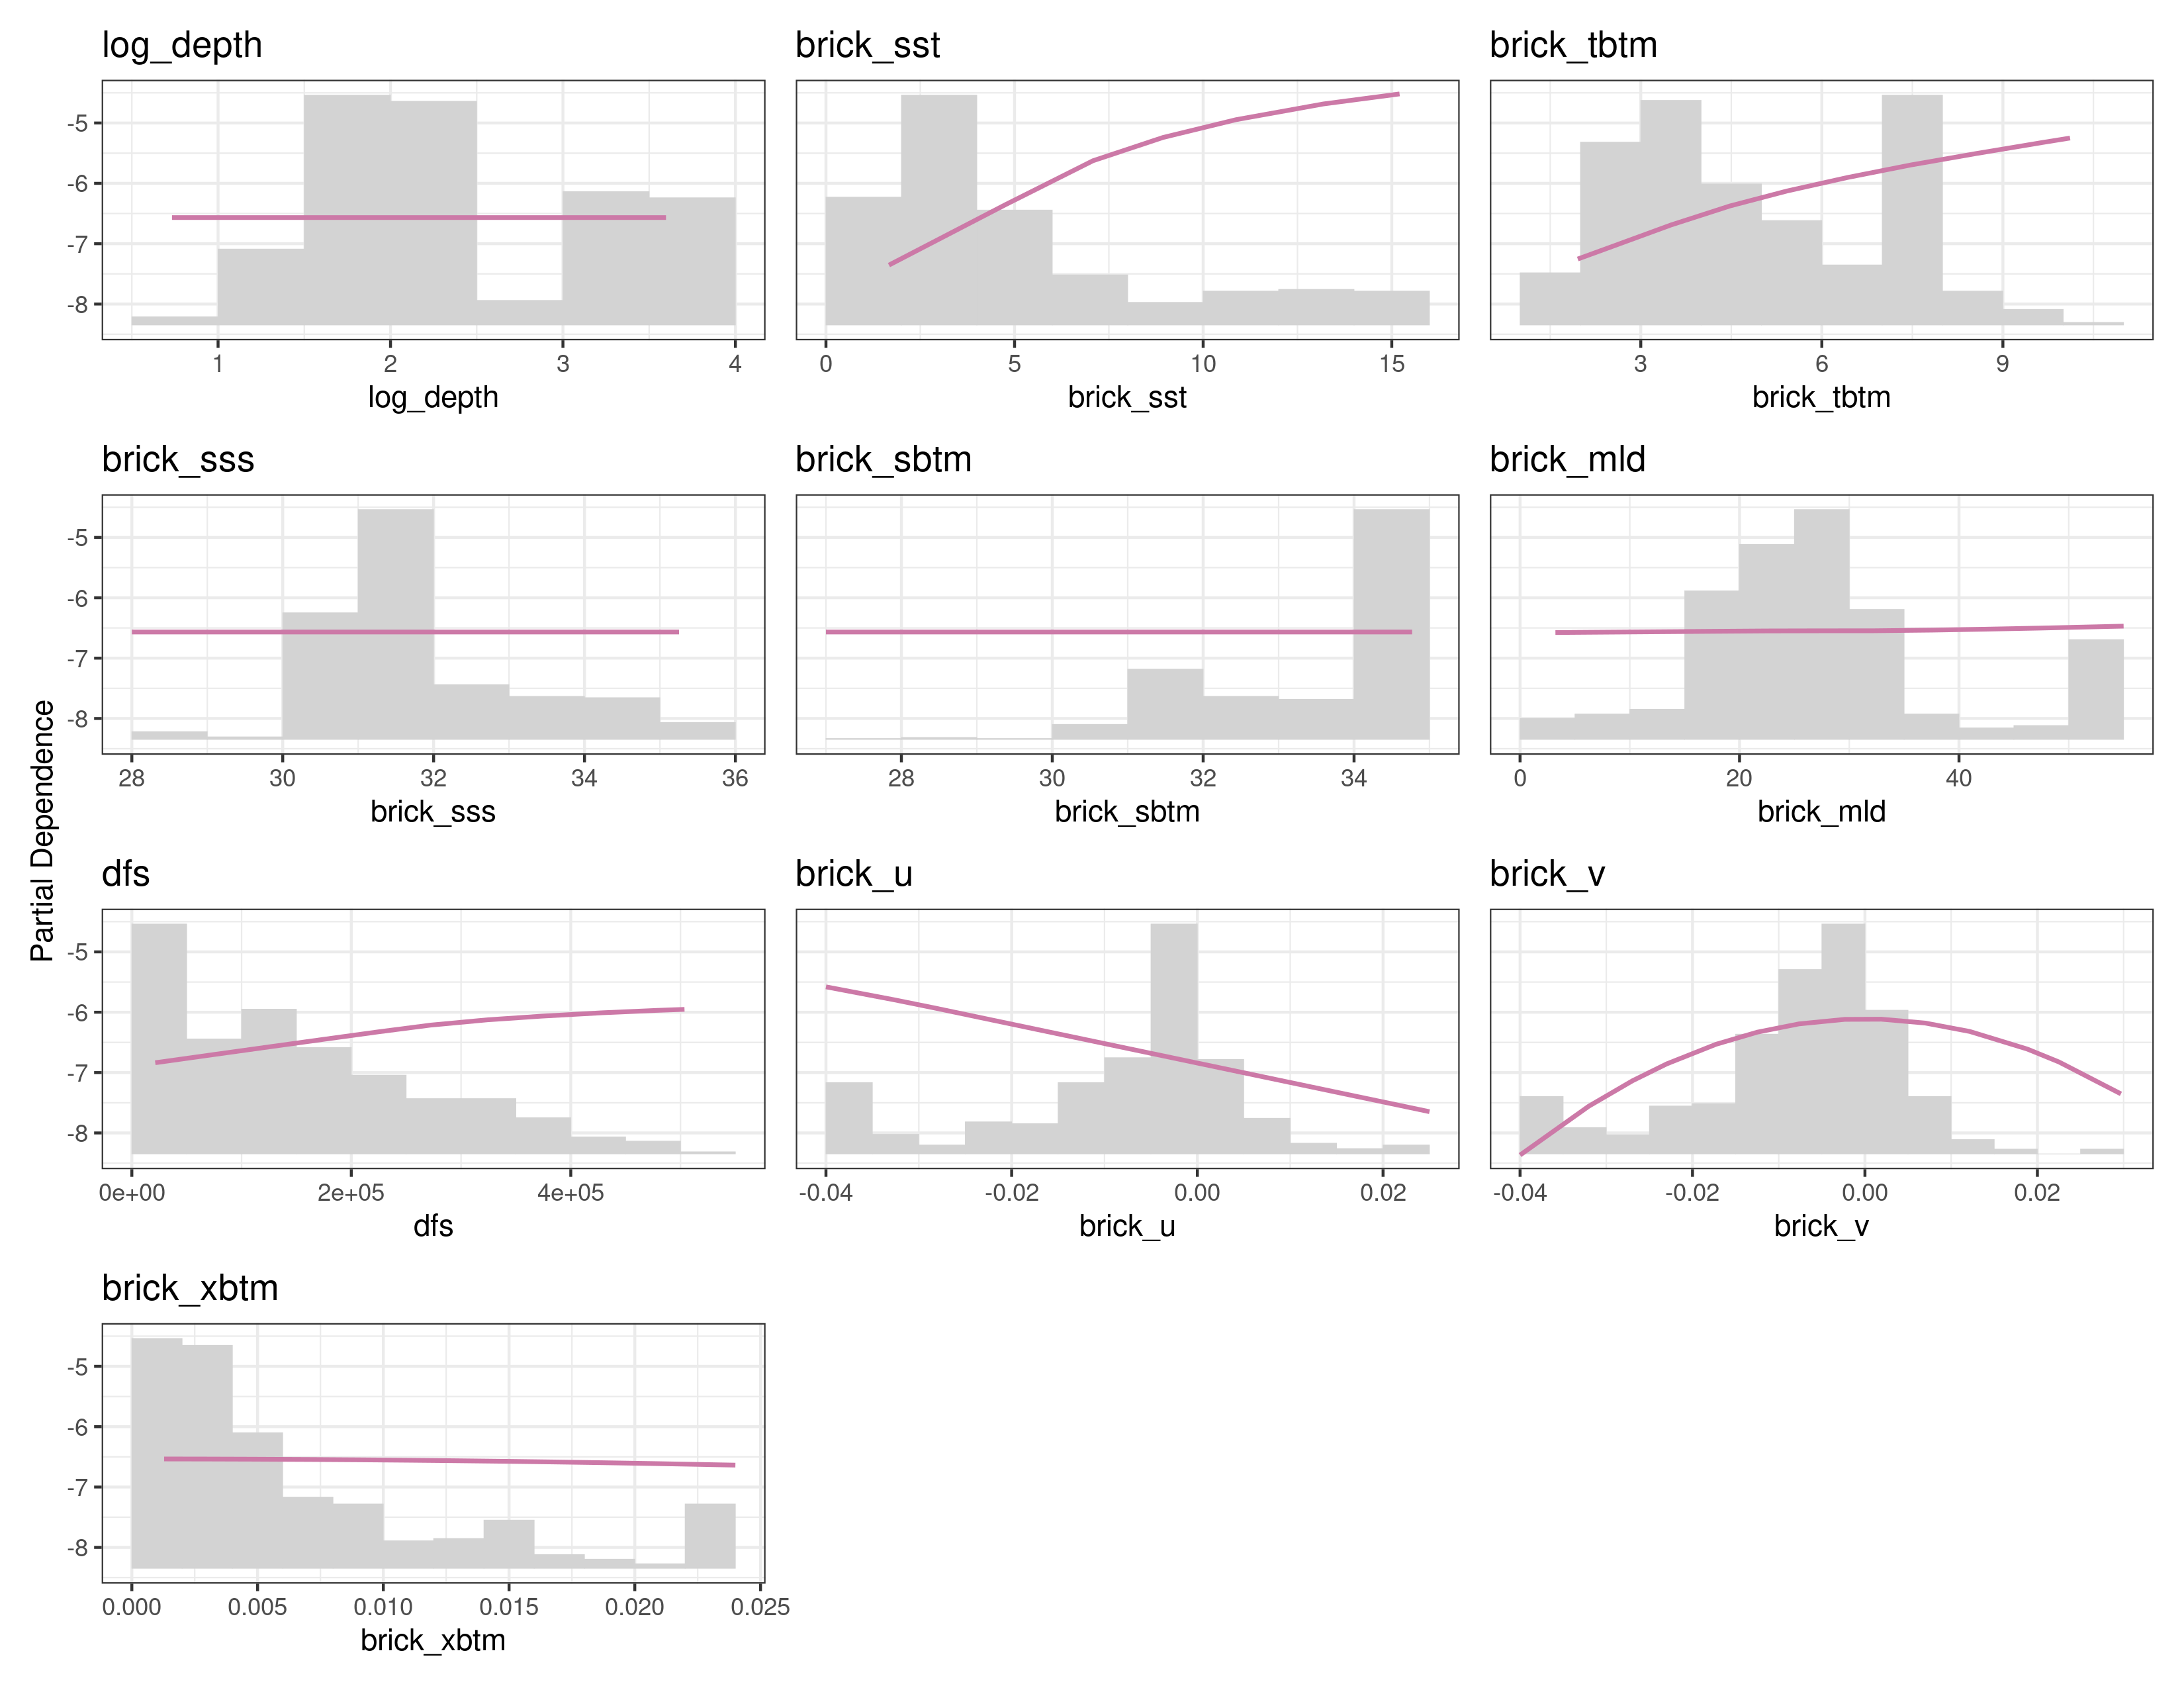 log_depth
brick_sst
brick_tbtm
-5
-6
-7
-8
1 2 3 4
0 5 10 15
3 6 9
log_depth
brick_sst
brick_tbtm
brick_sss
brick_sbtm
brick_mld
-5
-6
-7
-8
28 30 32 34 36
28 30 32 34
0 20 40
brick_sss
brick_sbtm
brick_mld
Partial Dependence
dfs
brick_u
brick_v
-5
-6
-7
-8
0e+00 2e+05 4e+05
-0.04 -0.02 0.00 0.02
-0.04 -0.02 0.00 0.02
dfs
brick_u
brick_v
brick_xbtm
-5
-6
-7
-8
0.000 0.005 0.010 0.015 0.020 0.025
brick_xbtm